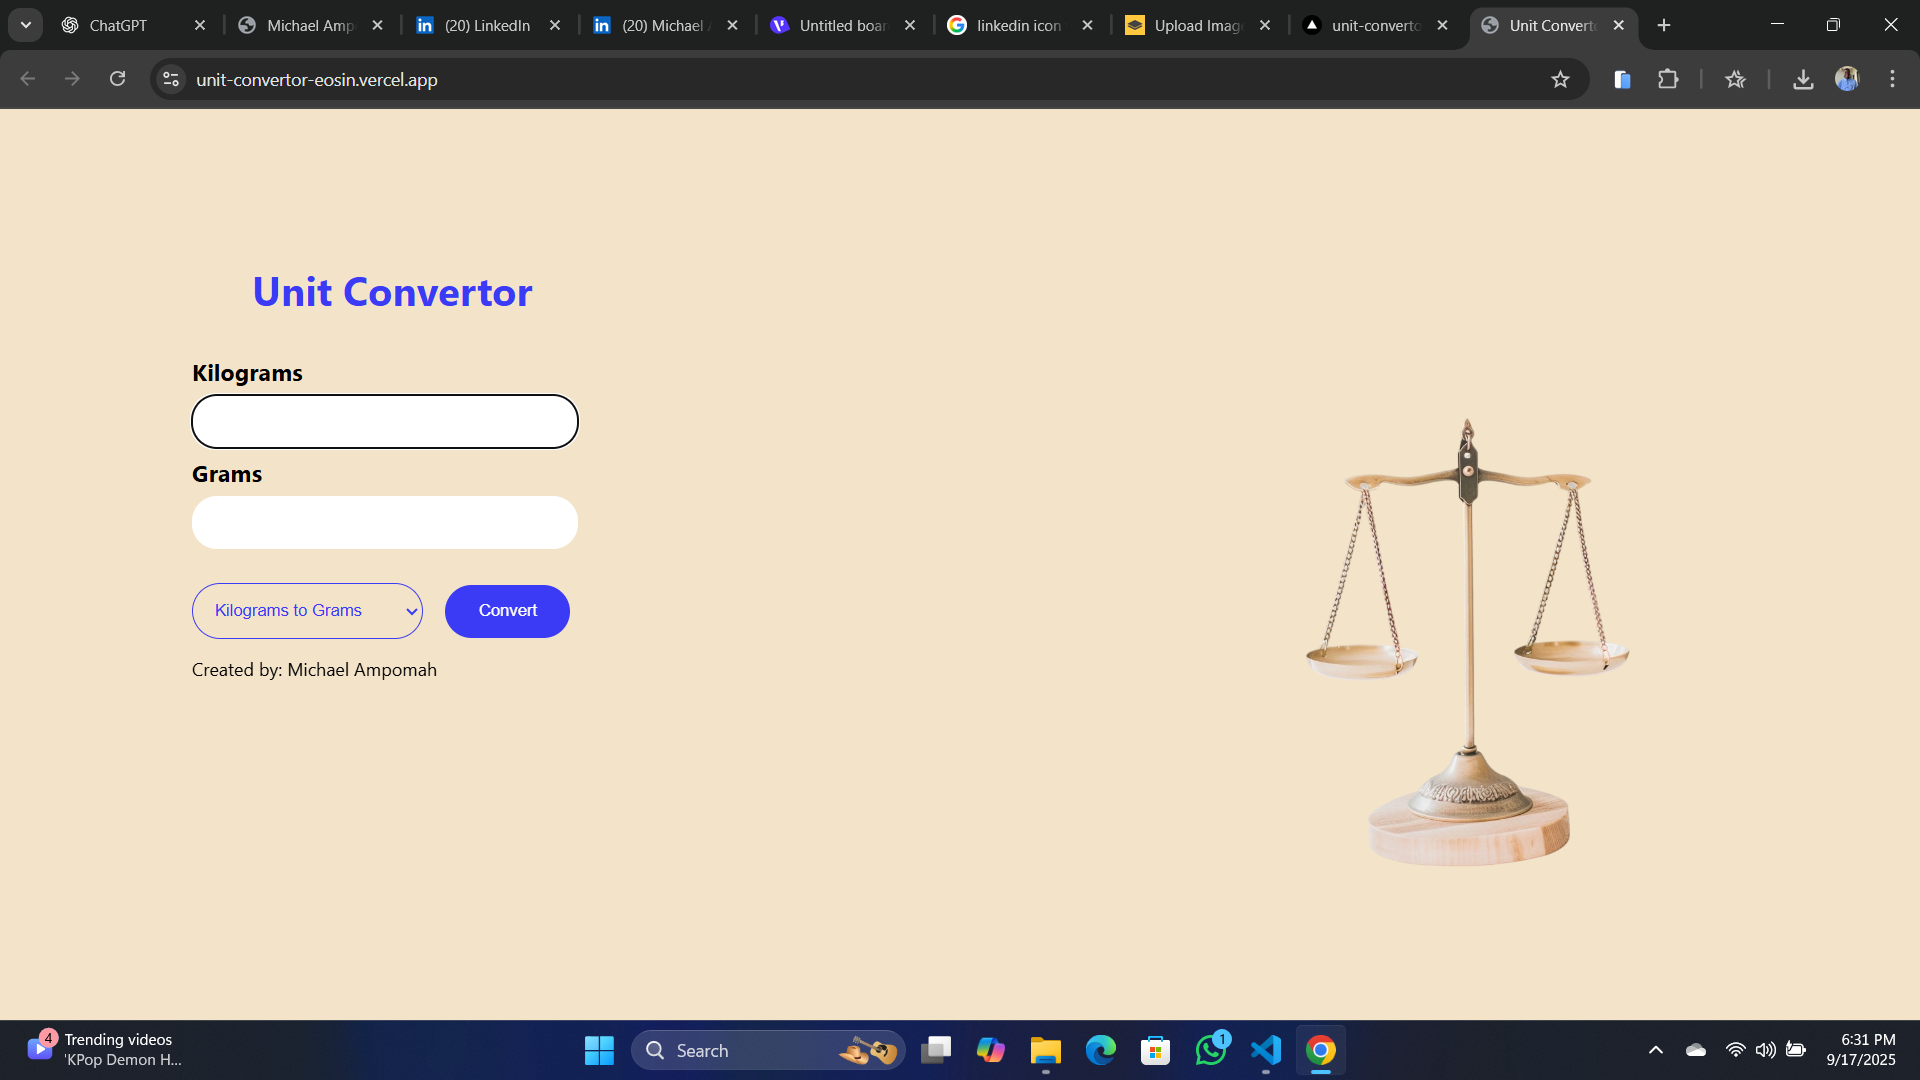 ChatGPT
Michael Amp
(20) LinkedIn
(20) Michael
Untitled boar
linkedin icon
Upload Imag
unit-converto
Unit Converto
unit-convertor-eosin.vercel.app
Unit Convertor
Kilograms
Grams
Kilograms to Grams
Convert
Created by: Michael Ampomah
4
Trending videos
'KPop Demon H...
Search
1
6:31 PM
9/17/2025